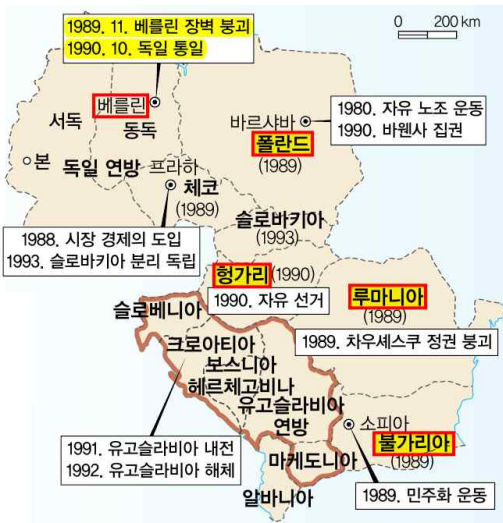 1989. 11. 베를린 장벽 붕괴
1990. 10. 독일 통일
0 200 km
베를린
서독
동독
본
독일 연방
바르샤바
폴란드
(1989)
1980. 자유 노조 운동
1990. 바웬사 집권
프라하
체코
(1989)
슬로바키아
(1993)
1988. 시장 경제의 도입
1993. 슬로바키아 분리 독립
헝가리 (1990)
1990. 자유 선거
루마니아
(1989)
1989. 차우셰스쿠 정권 붕괴
슬로베니아
크로아티아
보스니아
헤르체고비나
유고슬라비아
연방
1991. 유고슬라비아 내전
1992. 유고슬라비아 해체
마케도니아
알바니아
소피아
불가리아
(1989)
1989. 민주화 운동